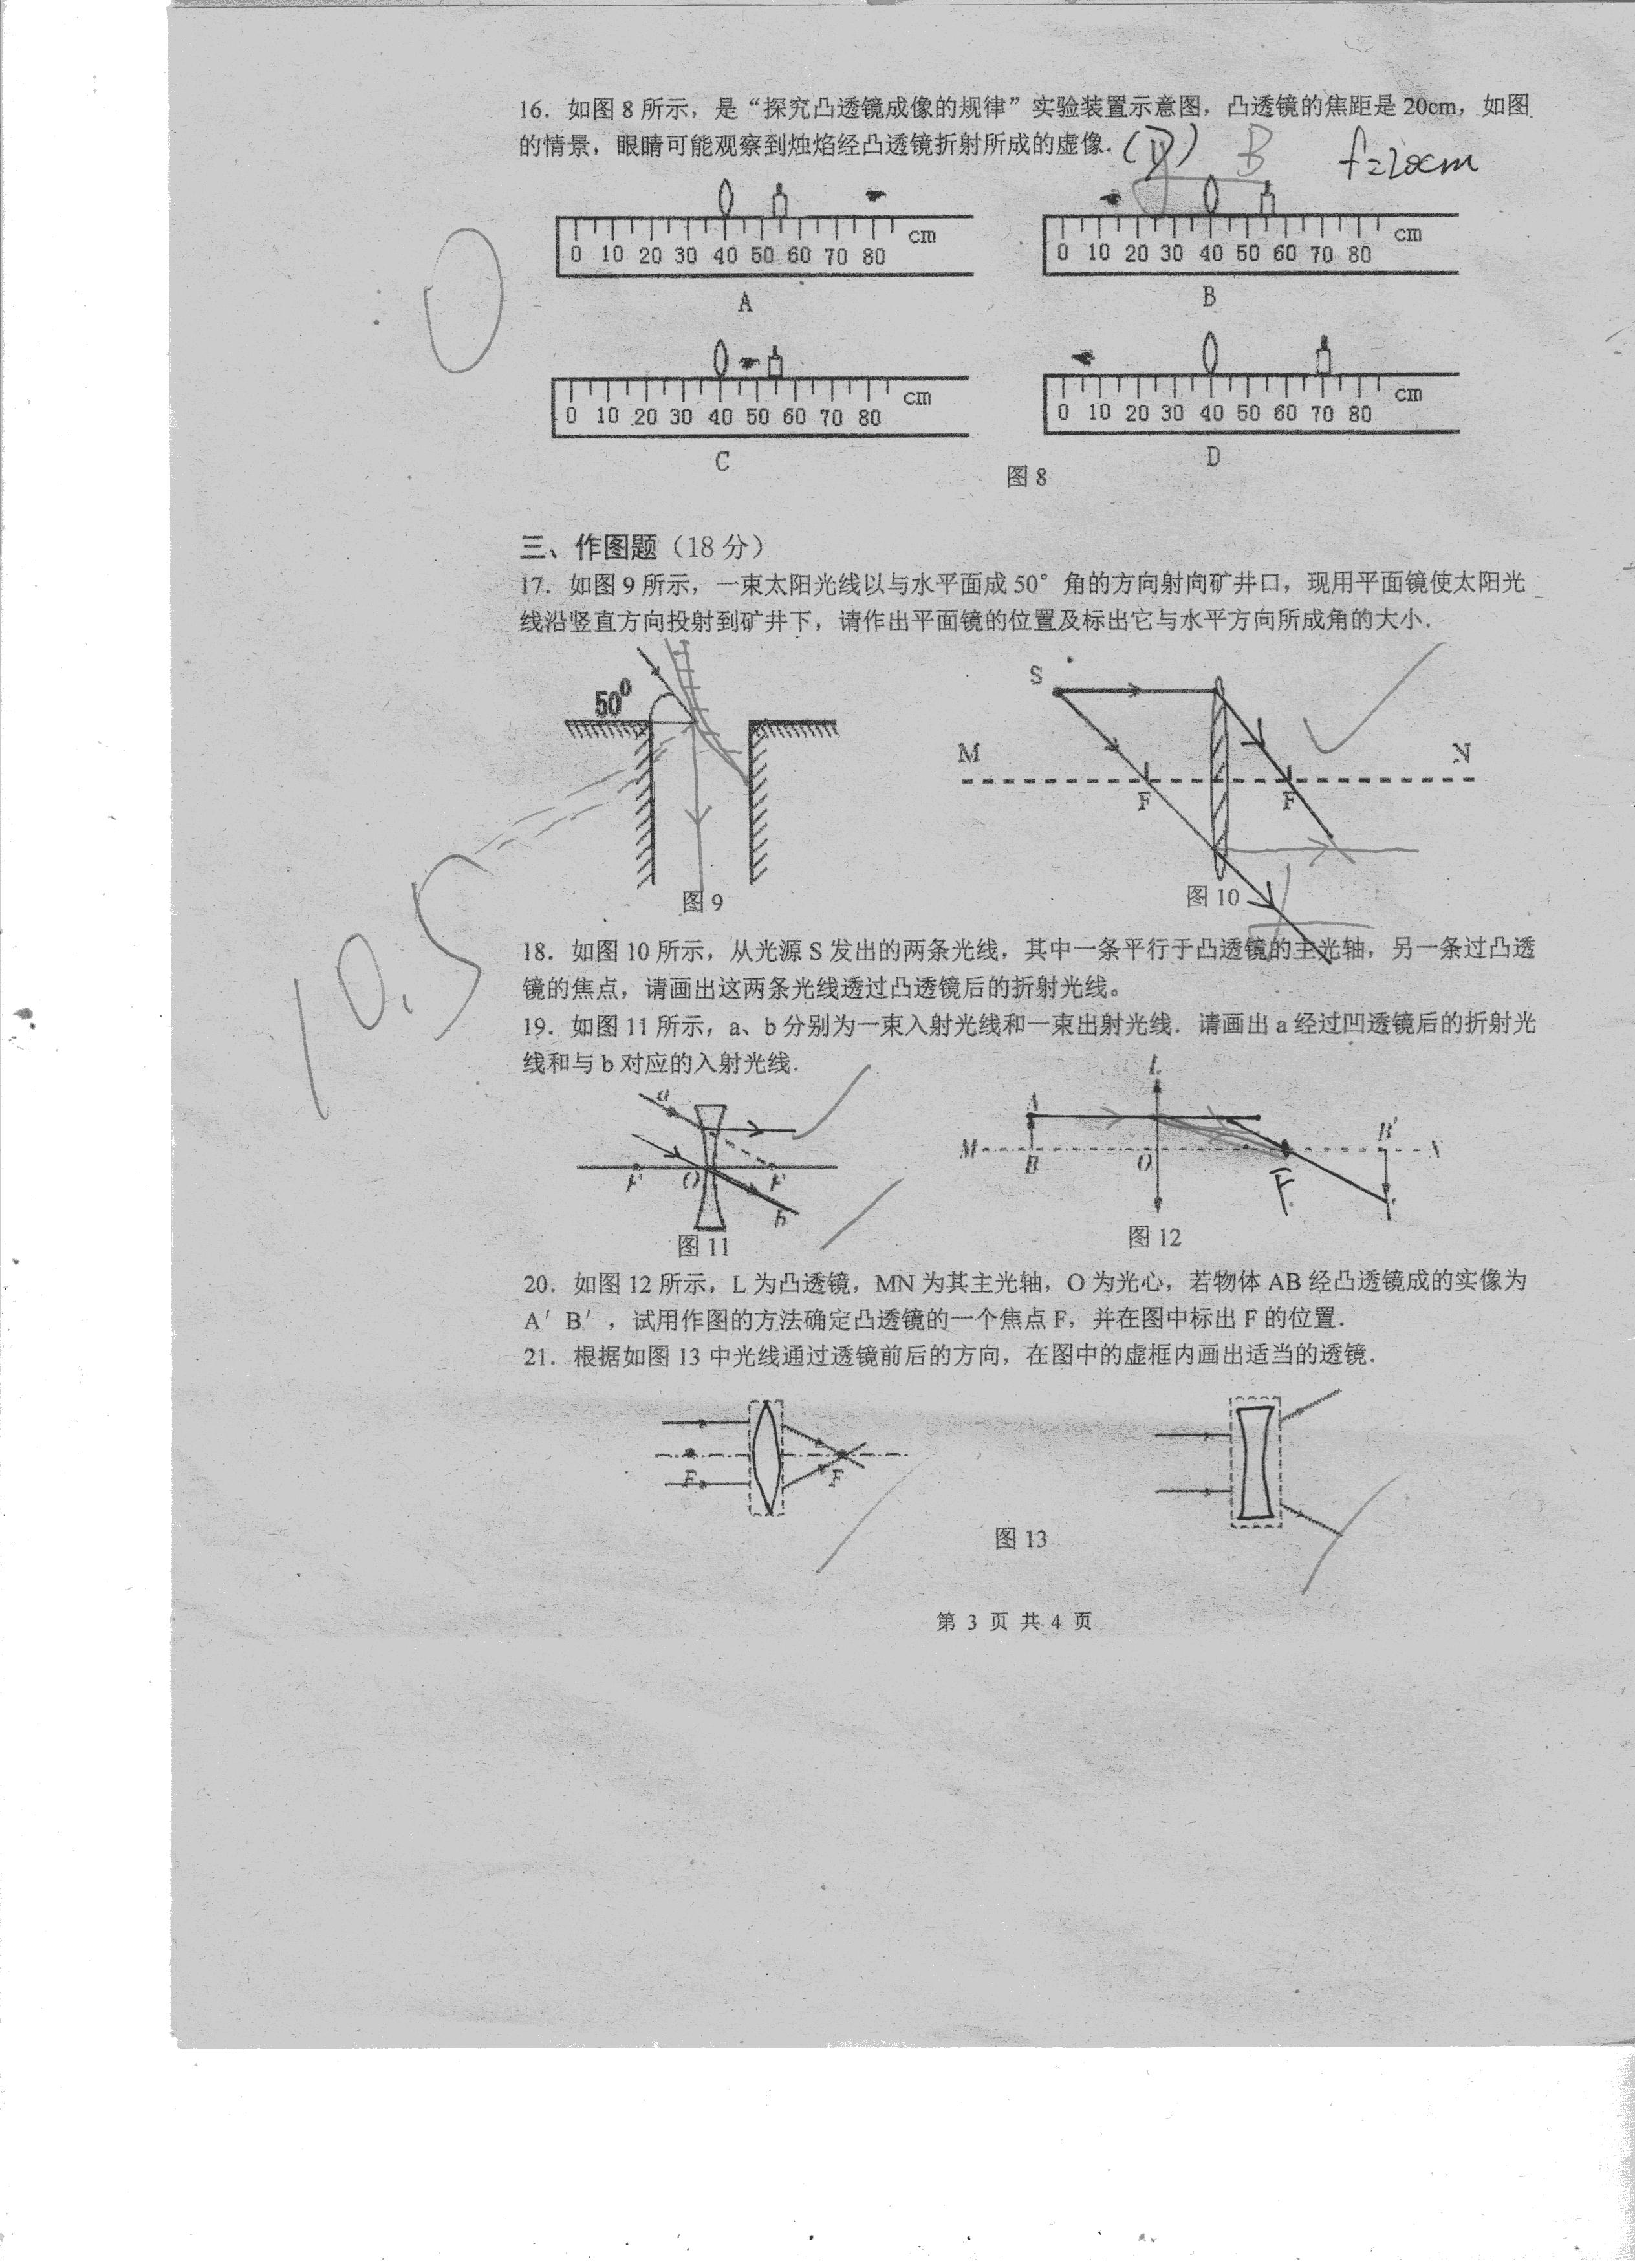 16．如图 8 所示，是“探究凸透镜成像的规律”实验装置示意图，凸透镜的焦距是 20cm，如图
的情景，眼睛可能观察到烛焰经凸透镜折射所成的虚像．(D) B f=20cm
0 10 20 30 40 50 60 70 80 cm
A
0 10 20 30 40 50 60 70 80 cm
B
0 10 20 30 40 50 60 70 80 cm
C
0 10 20 30 40 50 60 70 80 cm
D
图 8
三、作图题（18 分）
17．如图 9 所示，一束太阳光线以与水平面成 50° 角的方向射向矿井口，现用平面镜使太阳光
线沿竖直方向投射到矿井下，请作出平面镜的位置及标出它与水平方向所成角的大小．
50⁰
图 9
S
M N
F F
图 10
10.5
18．如图 10 所示，从光源 S 发出的两条光线，其中一条平行于凸透镜的主光轴，另一条过凸透
镜的焦点，请画出这两条光线透过凸透镜后的折射光线。
19．如图 11 所示，a、b 分别为一束入射光线和一束出射光线．请画出 a 经过凹透镜后的折射光
线和与 b 对应的入射光线．
a
F O F
b
图 11
L
A
B′
M B O N
F
图 12
20．如图 12 所示，L 为凸透镜，MN 为其主光轴，O 为光心，若物体 AB 经凸透镜成的实像为
A′ B′ ，试用作图的方法确定凸透镜的一个焦点 F，并在图中标出 F 的位置．
21．根据如图 13 中光线通过透镜前后的方向，在图中的虚框内画出适当的透镜．
F F
图 13
第 3 页 共 4 页